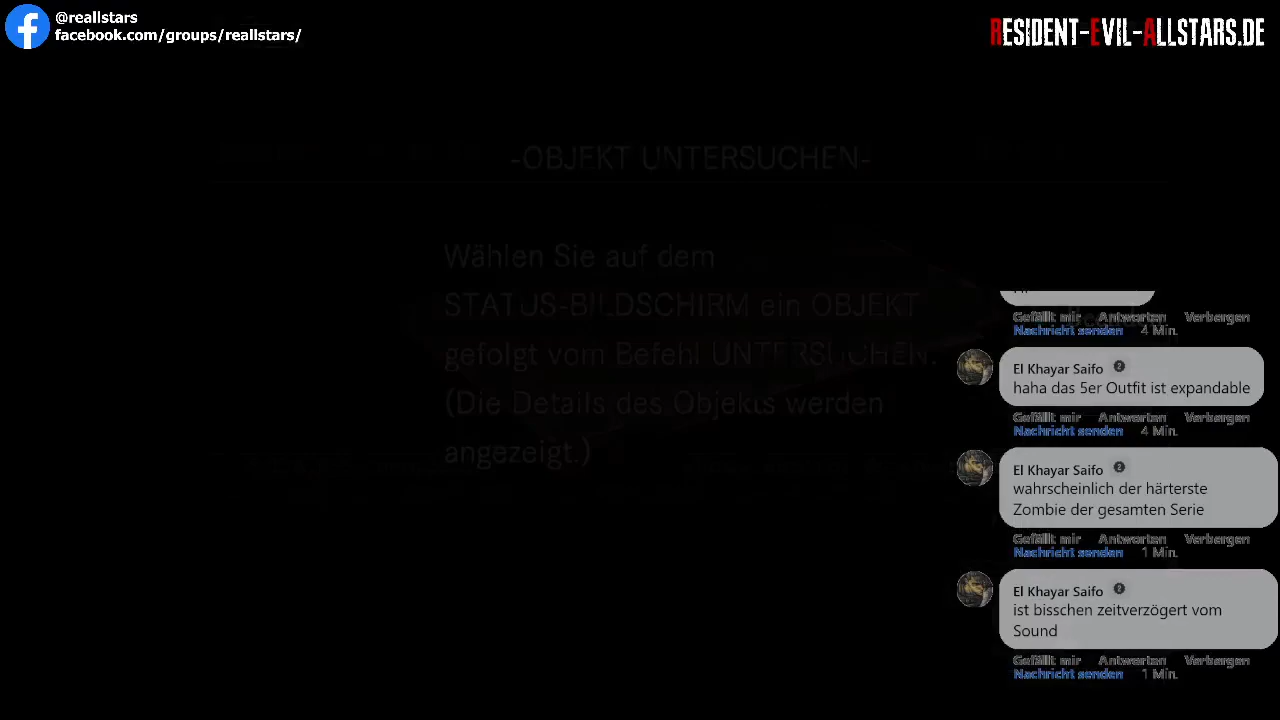 @reallstars
facebook.com/groups/reallstars/
RESIDENT-EVIL-ALLSTARS.DE
-OBJEKT UNTERSUCHEN-
Wählen Sie auf dem
STATUS-BILDSCHIRM ein OBJEKT
gefolgt vom Befehl UNTERSUCHEN.
(Die Details des Objekts werden
angezeigt.)
Gefällt mir Antworten Verbergen
Nachricht senden 4 Min.
El Khayar Saifo
haha das 5er Outfit ist expandable
Gefällt mir Antworten Verbergen
Nachricht senden 4 Min.
El Khayar Saifo
wahrscheinlich der härterste
Zombie der gesamten Serie
Gefällt mir Antworten Verbergen
Nachricht senden 1 Min.
El Khayar Saifo
ist bisschen zeitverzögert vom
Sound
Gefällt mir Antworten Verbergen
Nachricht senden 1 Min.